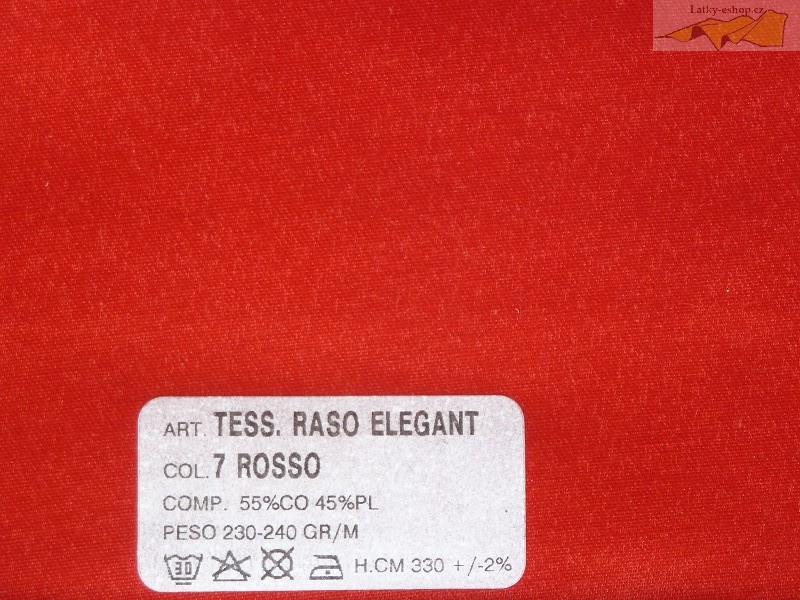 Latky-eshop.cz
ART. TESS. RASO ELEGANT
COL. 7 ROSSO
COMP. 55%CO 45%PL
PESO 230-240 GR/M
30 H.CM 330 +/-2%